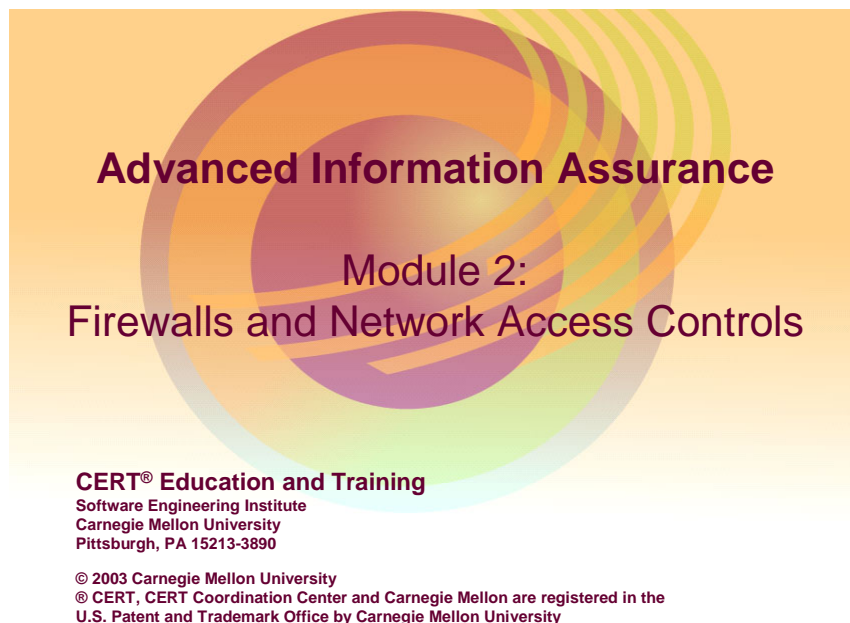 Advanced Information Assurance
Module 2:
Firewalls and Network Access Controls
CERT® Education and Training
Software Engineering Institute
Carnegie Mellon University
Pittsburgh, PA 15213-3890
© 2003 Carnegie Mellon University
® CERT, CERT Coordination Center and Carnegie Mellon are registered in the
U.S. Patent and Trademark Office by Carnegie Mellon University